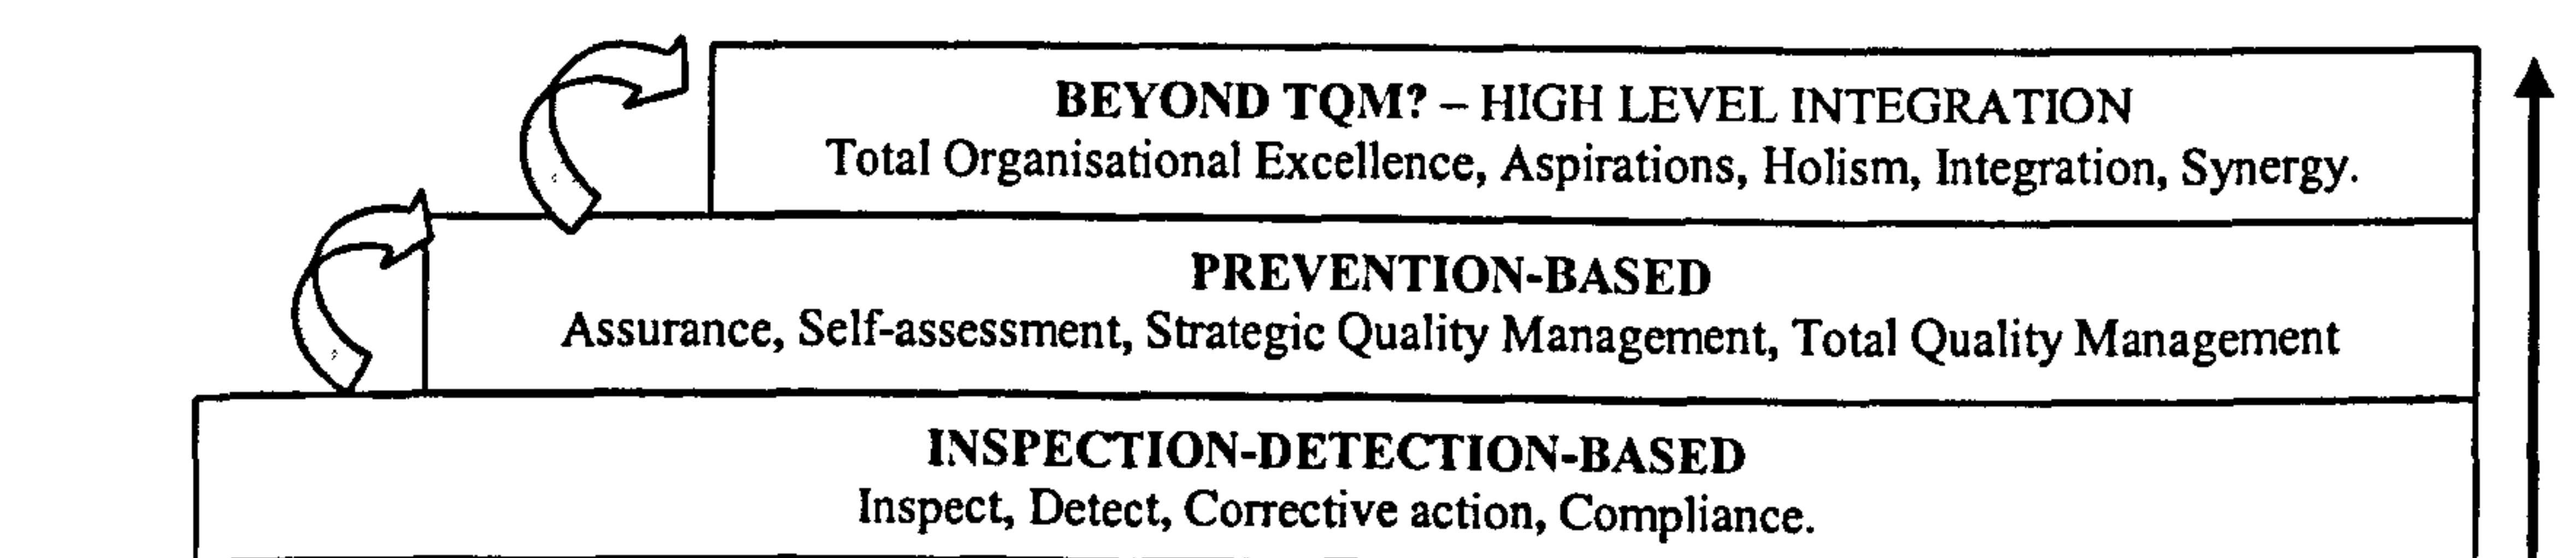 BEYOND TQM? – HIGH LEVEL INTEGRATION
Total Organisational Excellence, Aspirations, Holism, Integration, Synergy.
PREVENTION-BASED
Assurance, Self-assessment, Strategic Quality Management, Total Quality Management
INSPECTION-DETECTION-BASED
Inspect, Detect, Corrective action, Compliance.